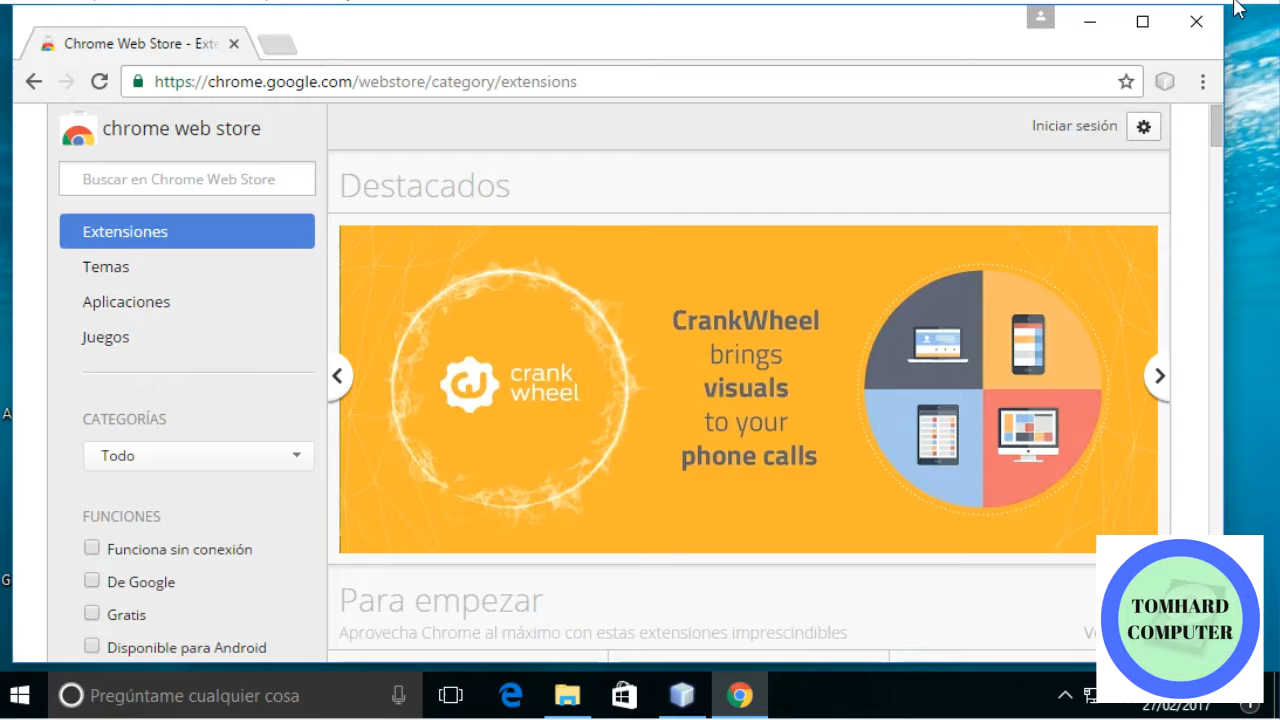 Chrome Web Store - Exte
https://chrome.google.com/webstore/category/extensions
chrome web store
Iniciar sesión
Buscar en Chrome Web Store
Destacados
Extensiones
Temas
Aplicaciones
Juegos
CATEGORÍAS
Todo
FUNCIONES
Funciona sin conexión
De Google
Gratis
Disponible para Android
crank
wheel
CrankWheel
brings
visuals
to your
phone calls
Para empezar
Aprovecha Chrome al máximo con estas extensiones imprescindibles
TOMHARD
COMPUTER
Pregúntame cualquier cosa
27/02/2017